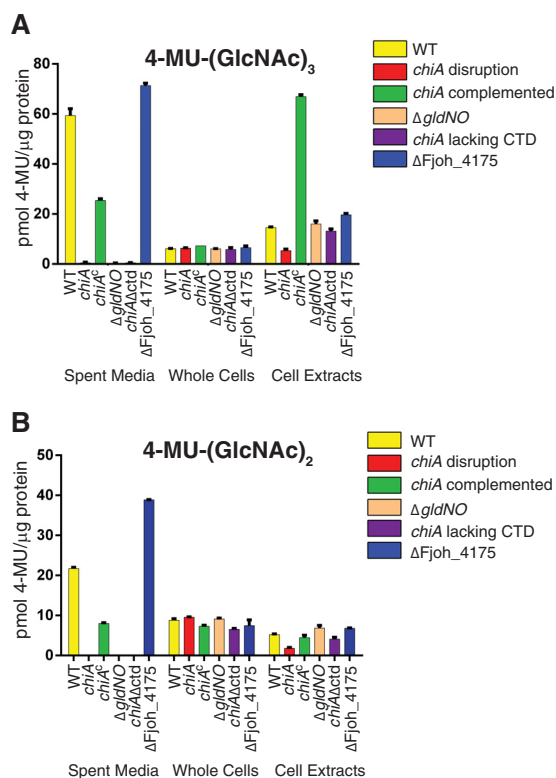 A
4-MU-(GlcNAc)3
pmol 4-MU/µg protein
80
60
40
20
0
WT
chiA
chiAc
ΔgldNO
chiAΔctd
ΔFjoh_4175
WT
chiA
chiAc
ΔgldNO
chiAΔctd
ΔFjoh_4175
WT
chiA
chiAc
ΔgldNO
chiAΔctd
ΔFjoh_4175
Spent Media Whole Cells Cell Extracts
WT
chiA disruption
chiA complemented
ΔgldNO
chiA lacking CTD
ΔFjoh_4175
B
4-MU-(GlcNAc)2
pmol 4-MU/µg protein
50
40
30
20
10
0
WT
chiA
chiAc
ΔgldNO
chiAΔctd
ΔFjoh_4175
WT
chiA
chiAc
ΔgldNO
chiAΔctd
ΔFjoh_4175
WT
chiA
chiAc
ΔgldNO
chiAΔctd
ΔFjoh_4175
Spent Media Whole Cells Cell Extracts
WT
chiA disruption
chiA complemented
ΔgldNO
chiA lacking CTD
ΔFjoh_4175